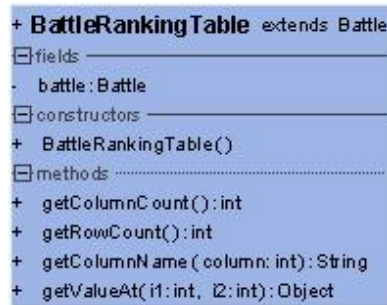 + BattleRankingTable extends Battle
fields
- battle: Battle
constructors
+ BattleRankingTable()
methods
+ getColumnCount(): int
+ getRowCount(): int
+ getColumnName( column: int): String
+ getValueAt( i1: int, i2: int): Object